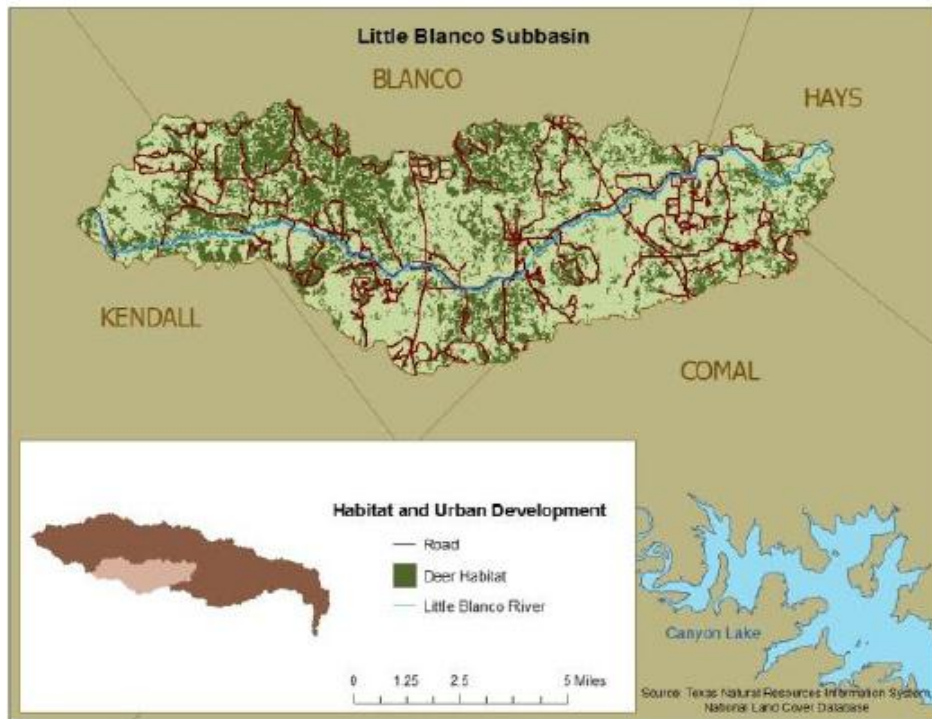 Little Blanco Subbasin
BLANCO
HAYS
KENDALL
COMAL
Habitat and Urban Development
Road
Deer Habitat
Little Blanco River
0 1.25 2.5 5 Miles
Canyon Lake
Source: Texas Natural Resources Information System,
National Land Cover Database